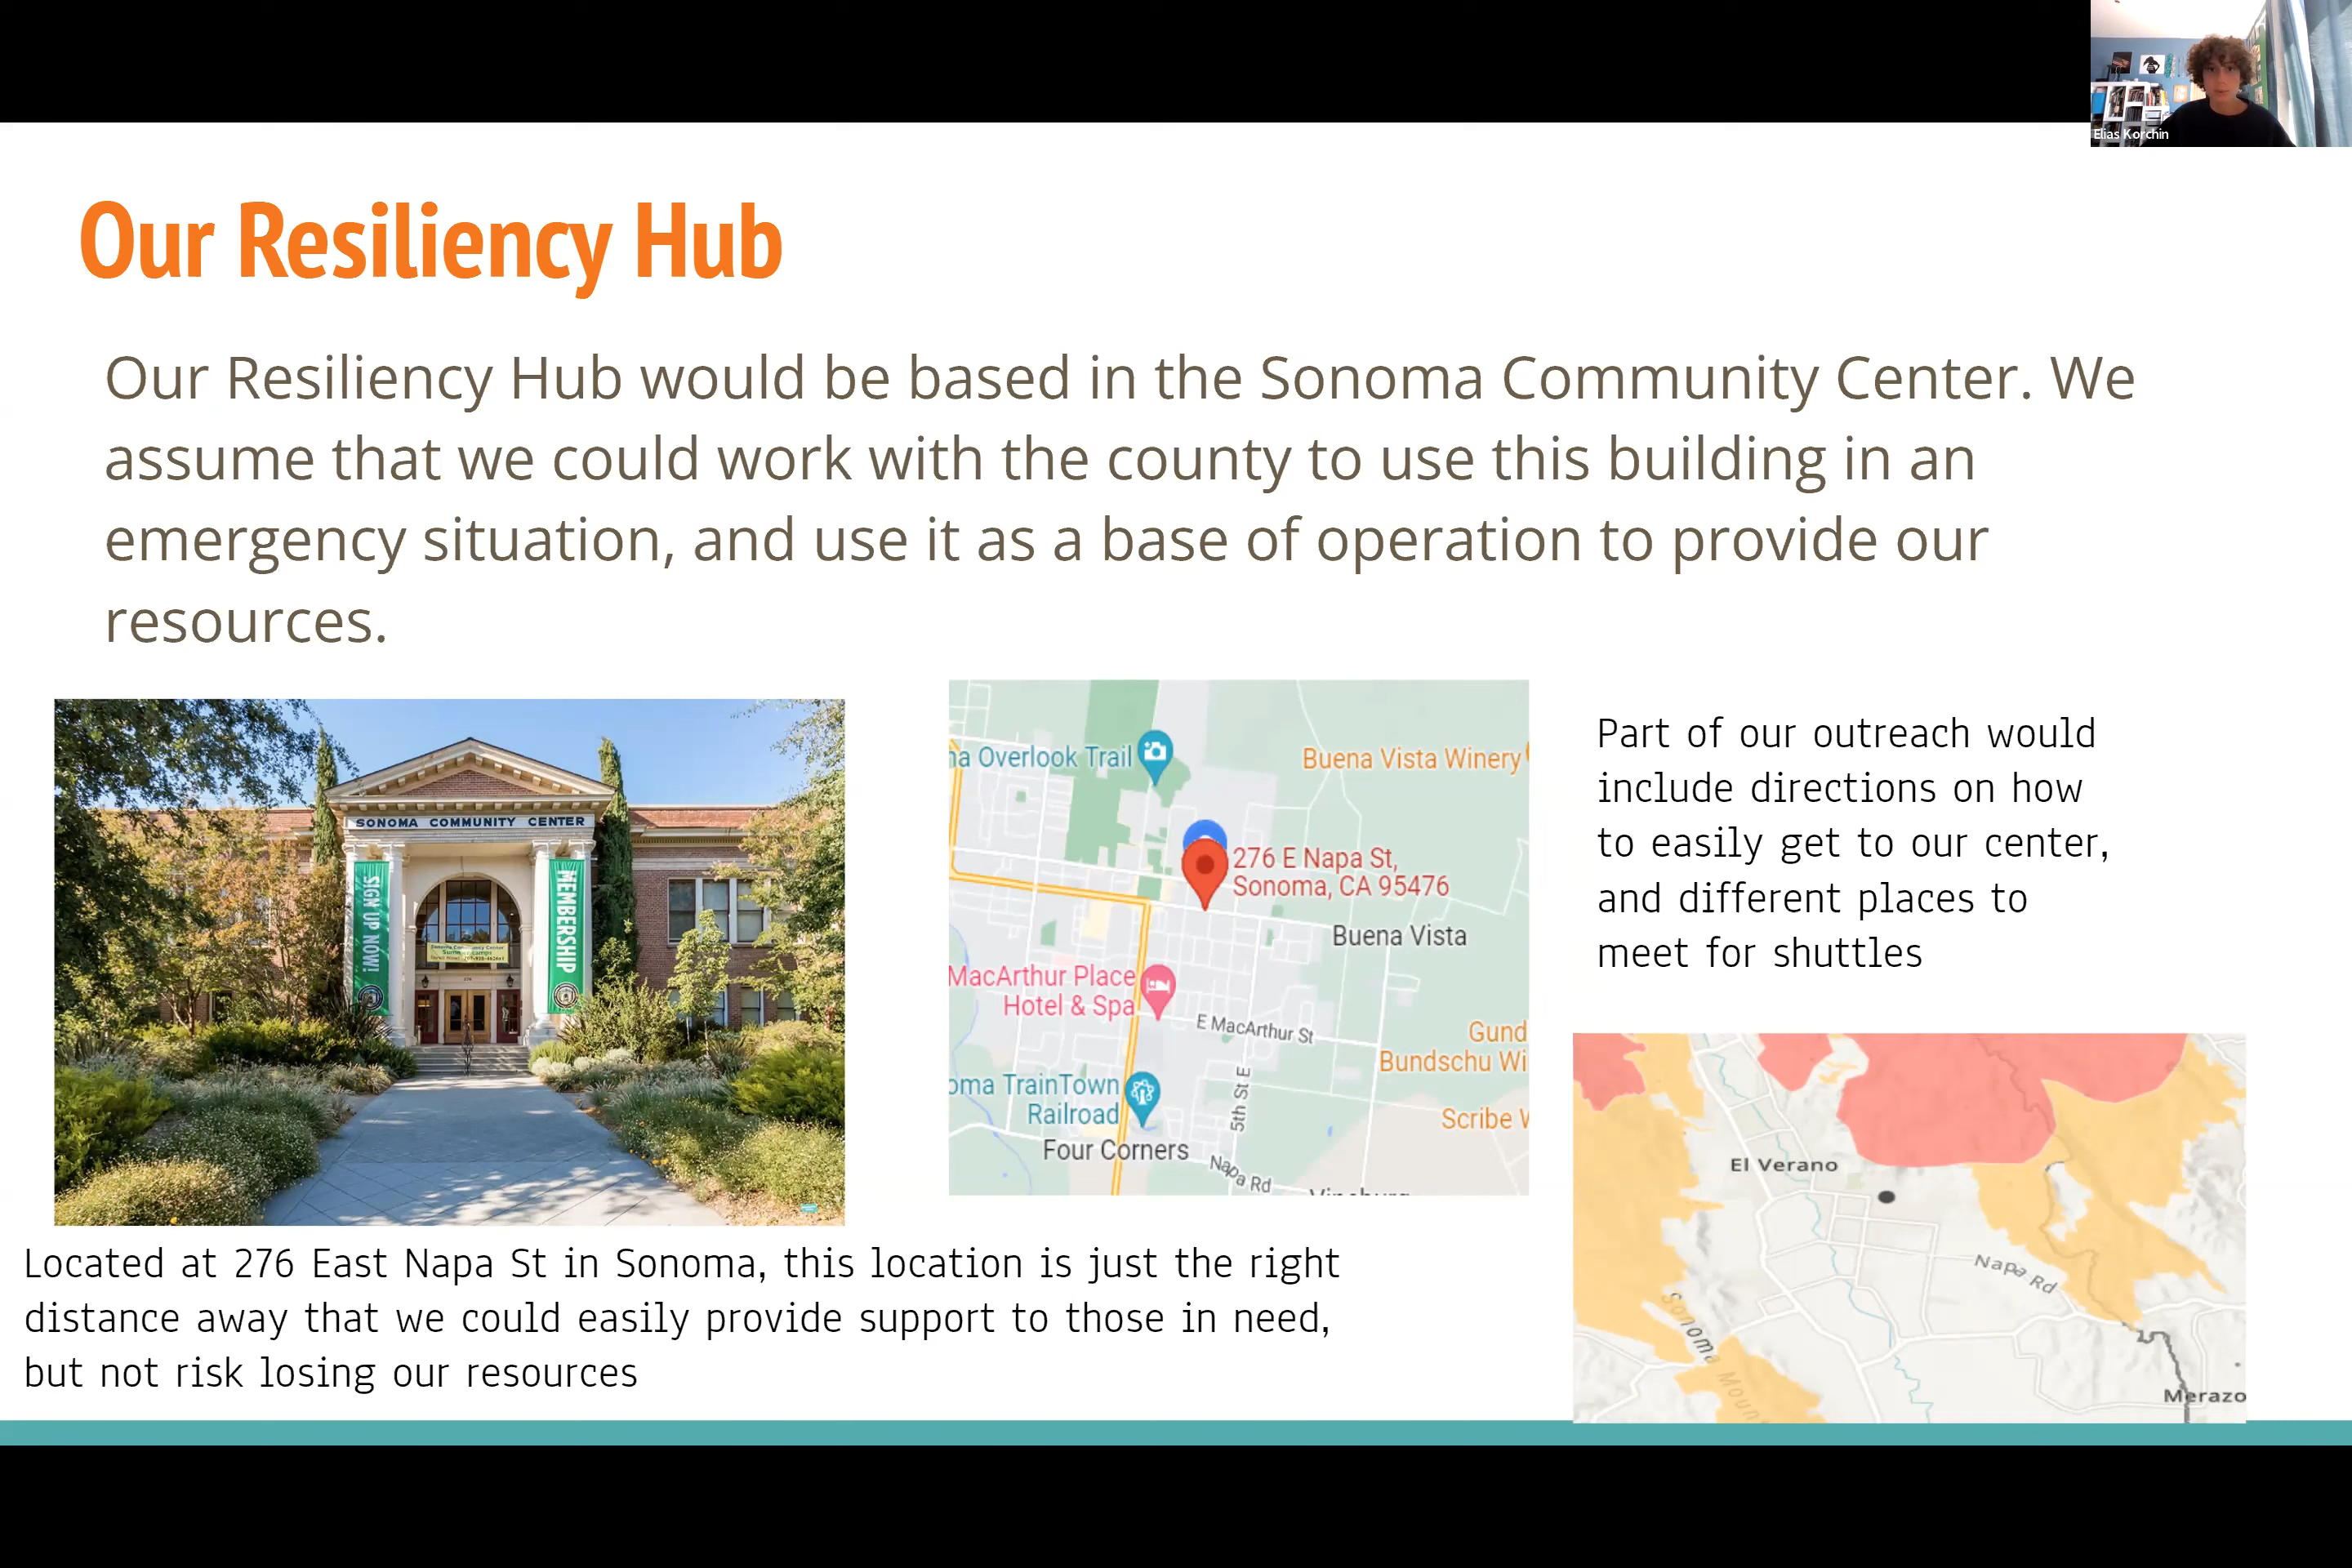 Elias Korchin
Our Resiliency Hub
Our Resiliency Hub would be based in the Sonoma Community Center. We
assume that we could work with the county to use this building in an
emergency situation, and use it as a base of operation to provide our
resources.
SONOMA COMMUNITY CENTER
SIGN UP NOW!
MEMBERSHIP
na Overlook Trail
Buena Vista Winery
276 E Napa St,
Sonoma, CA 95476
Buena Vista
MacArthur Place
Hotel & Spa
E MacArthur St
Gund
Bundschu Wi
oma TrainTown
Railroad
5th St E
Scribe W
Four Corners
Napa Rd
Part of our outreach would
include directions on how
to easily get to our center,
and different places to
meet for shuttles
El Verano
Napa Rd
Sonoma Moun
Merazo
Located at 276 East Napa St in Sonoma, this location is just the right
distance away that we could easily provide support to those in need,
but not risk losing our resources